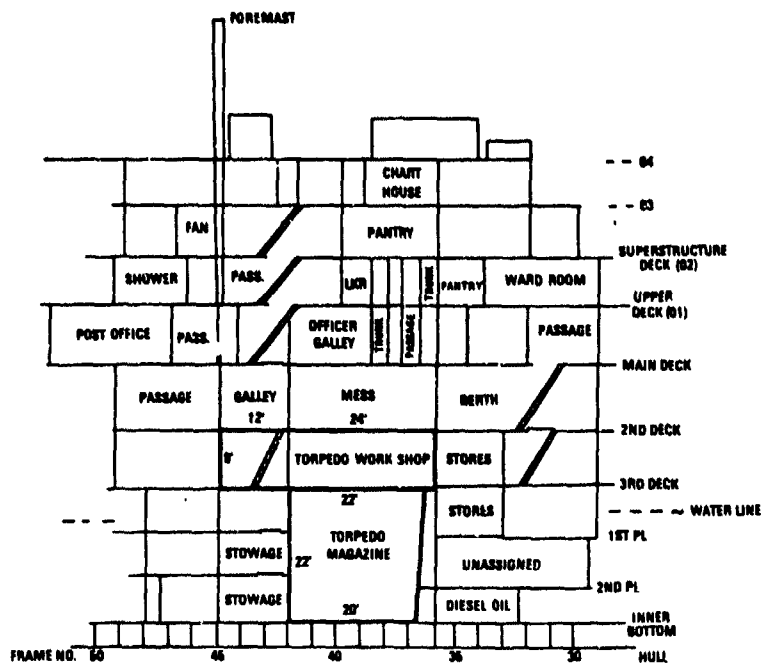 FOREMAST
CHART
HOUSE
04
03
FAN
PANTRY
SUPERSTRUCTURE
DECK (02)
SHOWER
PASS.
LKR
TRUNK
PANTRY
WARD ROOM
UPPER
DECK (01)
POST OFFICE
PASS.
OFFICER
GALLEY
TRUNK
PASSAGE
PASSAGE
MAIN DECK
PASSAGE
GALLEY
MESS
BERTH
12'
24'
2ND DECK
9'
TORPEDO WORK SHOP
STORES
3RD DECK
22'
STORES
WATER LINE
1ST PL
TORPEDO
MAGAZINE
STOWAGE
22'
UNASSIGNED
2ND PL
STOWAGE
20'
DIESEL OIL
INNER
BOTTOM
FRAME NO. 50 45 40 35 30 HULL